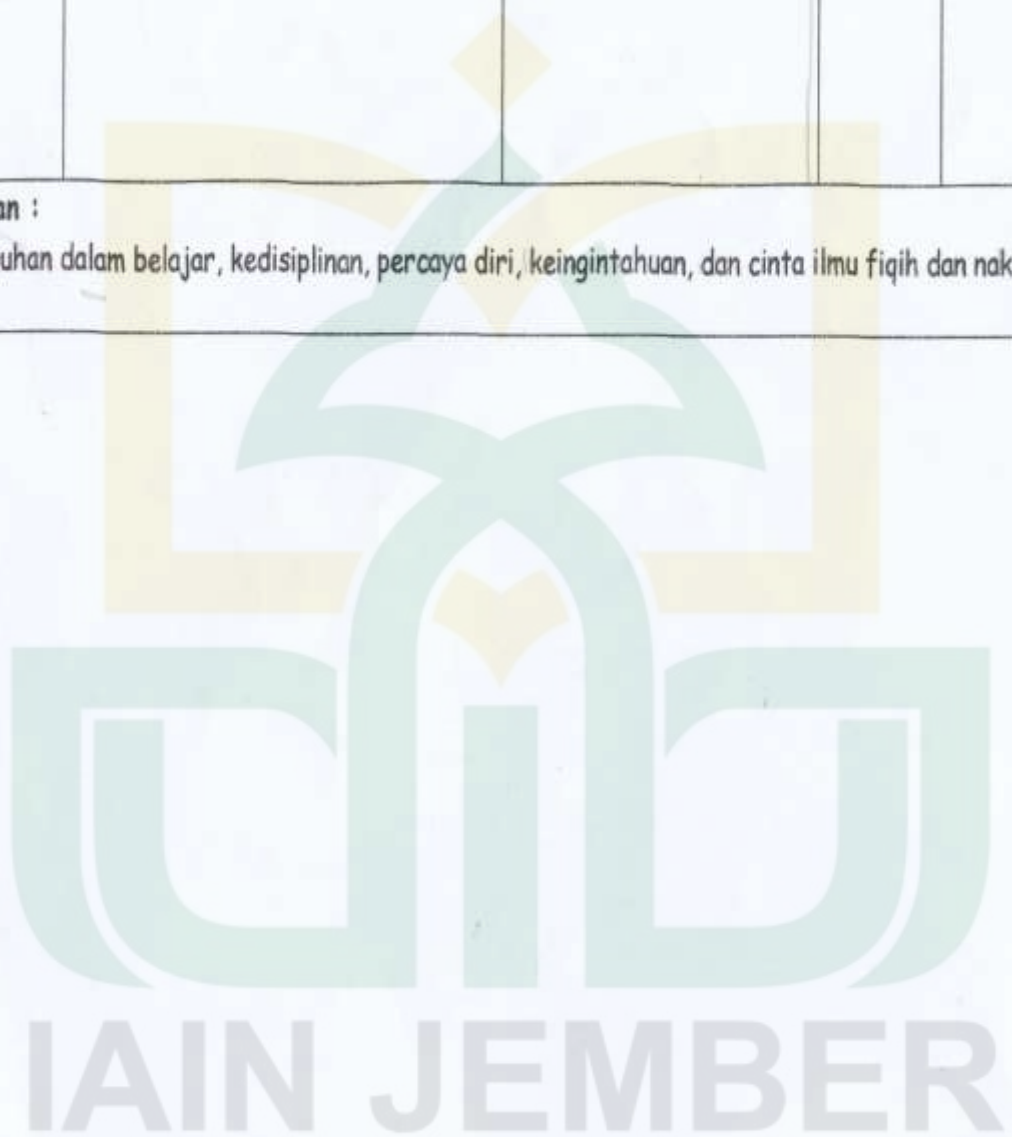 an :
uhan dalam belajar, kedisiplinan, percaya diri, keingintahuan, dan cinta ilmu fiqih dan nak
IAIN JEMBER